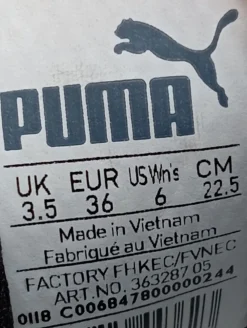 PUMA
UK EUR USWn's CM
3.5 36 6 22.5
Made in Vietnam
Fabriqué au Vietnam
FACTORY FHKEC/FVNEC
ART.NO. 363287 05
0118 C006847800000244